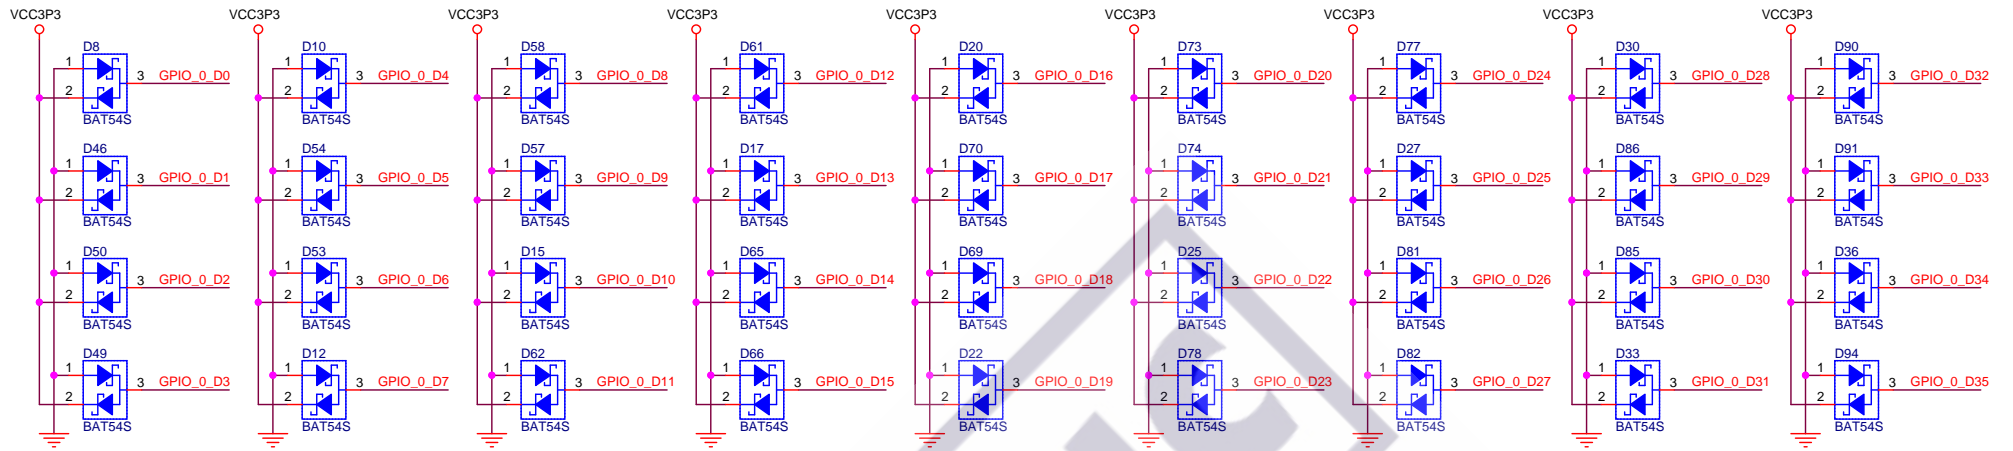 VCC3P3 VCC3P3 VCC3P3 VCC3P3 VCC3P3 VCC3P3 VCC3P3 VCC3P3 VCC3P3
D8 D10 D58 D61 D20 D73 D77 D30 D90
1 1 1 1 1 1 1 1 1
3 GPIO_0_D0 3 GPIO_0_D4 3 GPIO_0_D8 3 GPIO_0_D12 3 GPIO_0_D16 3 GPIO_0_D20 3 GPIO_0_D24 3 GPIO_0_D28 3 GPIO_0_D32
2 2 2 2 2 2 2 2 2
BAT54S BAT54S BAT54S BAT54S BAT54S BAT54S BAT54S BAT54S BAT54S
D46 D54 D57 D17 D70 D74 D27 D86 D91
1 1 1 1 1 1 1 1 1
3 GPIO_0_D1 3 GPIO_0_D5 3 GPIO_0_D9 3 GPIO_0_D13 3 GPIO_0_D17 3 GPIO_0_D21 3 GPIO_0_D25 3 GPIO_0_D29 3 GPIO_0_D33
2 2 2 2 2 2 2 2 2
BAT54S BAT54S BAT54S BAT54S BAT54S BAT54S BAT54S BAT54S BAT54S
D50 D53 D15 D65 D69 D25 D81 D85 D36
1 1 1 1 1 1 1 1 1
3 GPIO_0_D2 3 GPIO_0_D6 3 GPIO_0_D10 3 GPIO_0_D14 3 GPIO_0_D18 3 GPIO_0_D22 3 GPIO_0_D26 3 GPIO_0_D30 3 GPIO_0_D34
2 2 2 2 2 2 2 2 2
BAT54S BAT54S BAT54S BAT54S BAT54S BAT54S BAT54S BAT54S BAT54S
D49 D12 D62 D66 D22 D78 D82 D33 D94
1 1 1 1 1 1 1 1 1
3 GPIO_0_D3 3 GPIO_0_D7 3 GPIO_0_D11 3 GPIO_0_D15 3 GPIO_0_D19 3 GPIO_0_D23 3 GPIO_0_D27 3 GPIO_0_D31 3 GPIO_0_D35
2 2 2 2 2 2 2 2 2
BAT54S BAT54S BAT54S BAT54S BAT54S BAT54S BAT54S BAT54S BAT54S